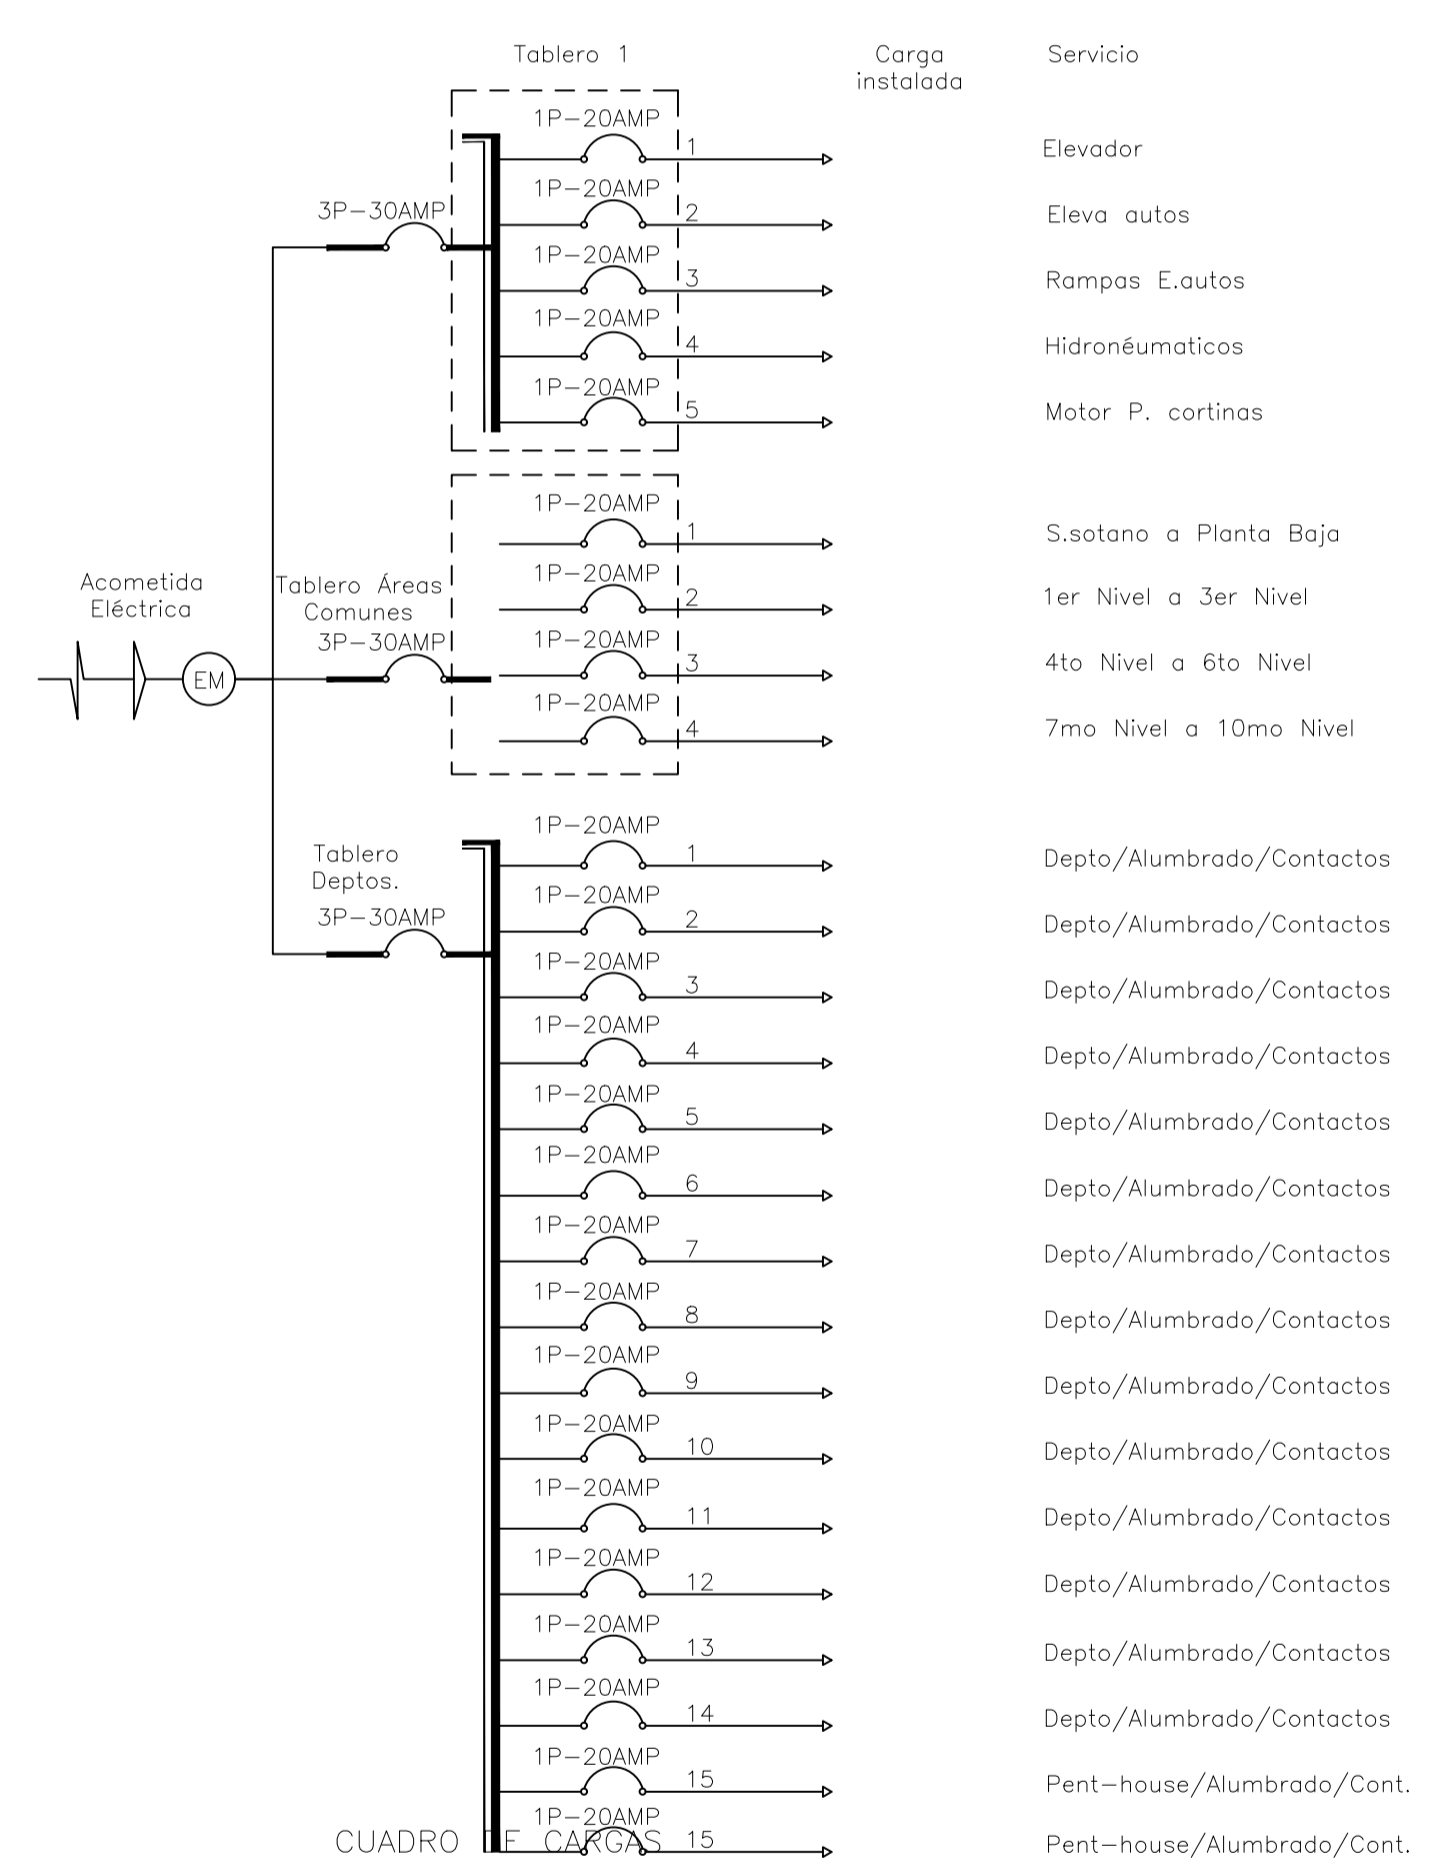 Tablero 1
Carga
instalada
Servicio
1P-20AMP
1
Elevador
1P-20AMP
2
Eleva autos
3P-30AMP
1P-20AMP
3
Rampas E.autos
1P-20AMP
4
Hidronéumaticos
1P-20AMP
5
Motor P. cortinas
1P-20AMP
1
S.sotano a Planta Baja
Acometida
Eléctrica
EM
Tablero Áreas
Comunes
3P-30AMP
1P-20AMP
2
1er Nivel a 3er Nivel
1P-20AMP
3
4to Nivel a 6to Nivel
1P-20AMP
4
7mo Nivel a 10mo Nivel
Tablero
Deptos.
3P-30AMP
1P-20AMP
1
Depto/Alumbrado/Contactos
1P-20AMP
2
Depto/Alumbrado/Contactos
1P-20AMP
3
Depto/Alumbrado/Contactos
1P-20AMP
4
Depto/Alumbrado/Contactos
1P-20AMP
5
Depto/Alumbrado/Contactos
1P-20AMP
6
Depto/Alumbrado/Contactos
1P-20AMP
7
Depto/Alumbrado/Contactos
1P-20AMP
8
Depto/Alumbrado/Contactos
1P-20AMP
9
Depto/Alumbrado/Contactos
1P-20AMP
10
Depto/Alumbrado/Contactos
1P-20AMP
11
Depto/Alumbrado/Contactos
1P-20AMP
12
Depto/Alumbrado/Contactos
1P-20AMP
13
Depto/Alumbrado/Contactos
1P-20AMP
14
Depto/Alumbrado/Contactos
1P-20AMP
15
Pent-house/Alumbrado/Cont.
1P-20AMP
15
Pent-house/Alumbrado/Cont.
CUADRO DE CARGAS